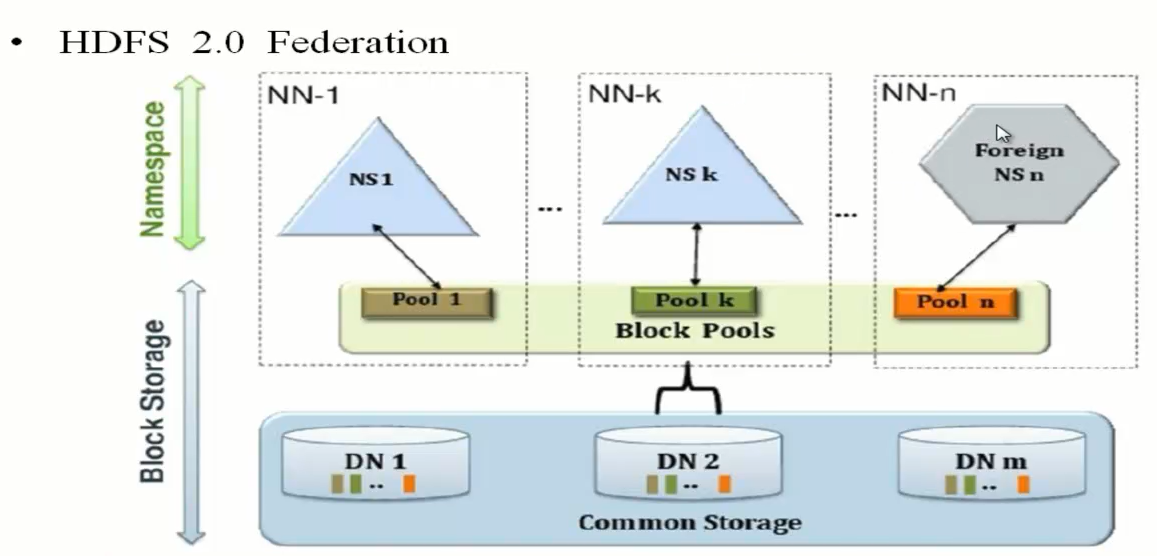 • HDFS 2.0 Federation
Namespace
NN-1
NS1
...
NN-k
NS k
...
NN-n
Foreign
NS n
Pool 1
Pool k
Pool n
Block Pools
Block Storage
DN 1
..
DN 2
..
DN m
..
Common Storage